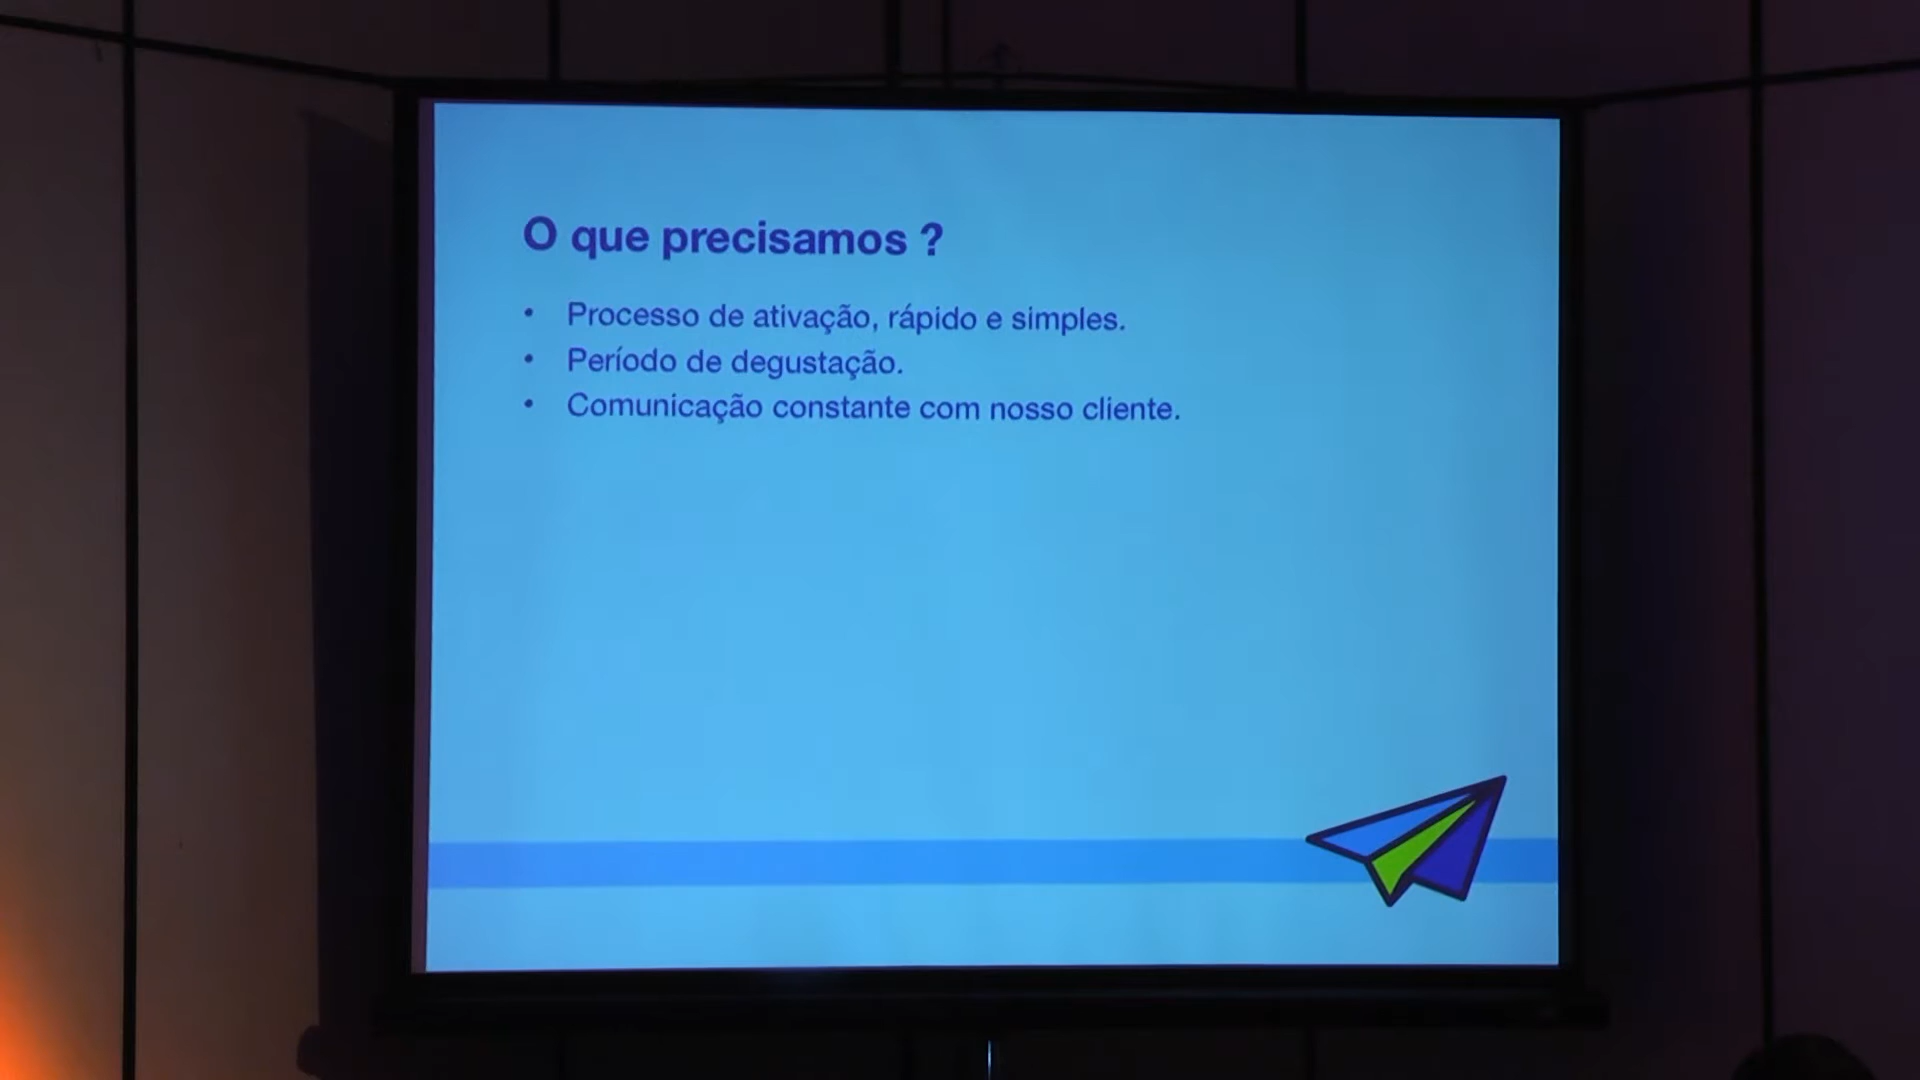 O que precisamos ?
• Processo de ativação, rápido e simples.
• Período de degustação.
• Comunicação constante com nosso cliente.